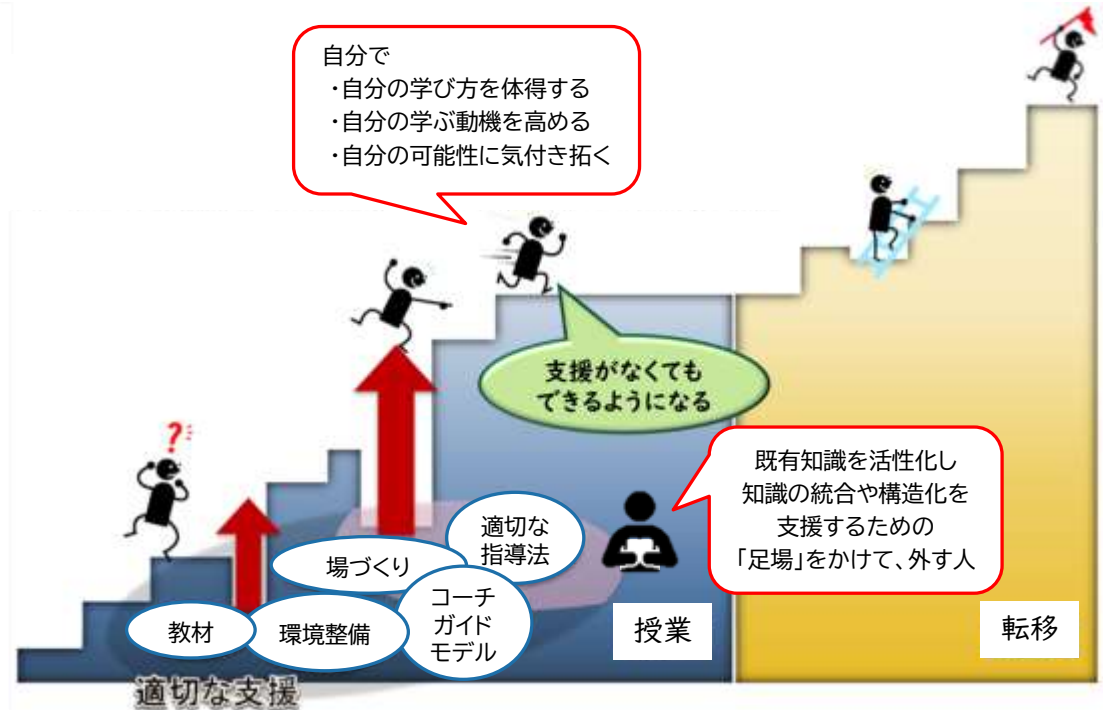 自分で
・自分の学び方を体得する
・自分の学ぶ動機を高める
・自分の可能性に気付き拓く
支援がなくても
できるようになる
?
既有知識を活性化し
知識の統合や構造化を
支援するための
「足場」をかけて、外す人
適切な
指導法
場づくり
コーチ
ガイド
モデル
教材
環境整備
授業
転移
適切な支援